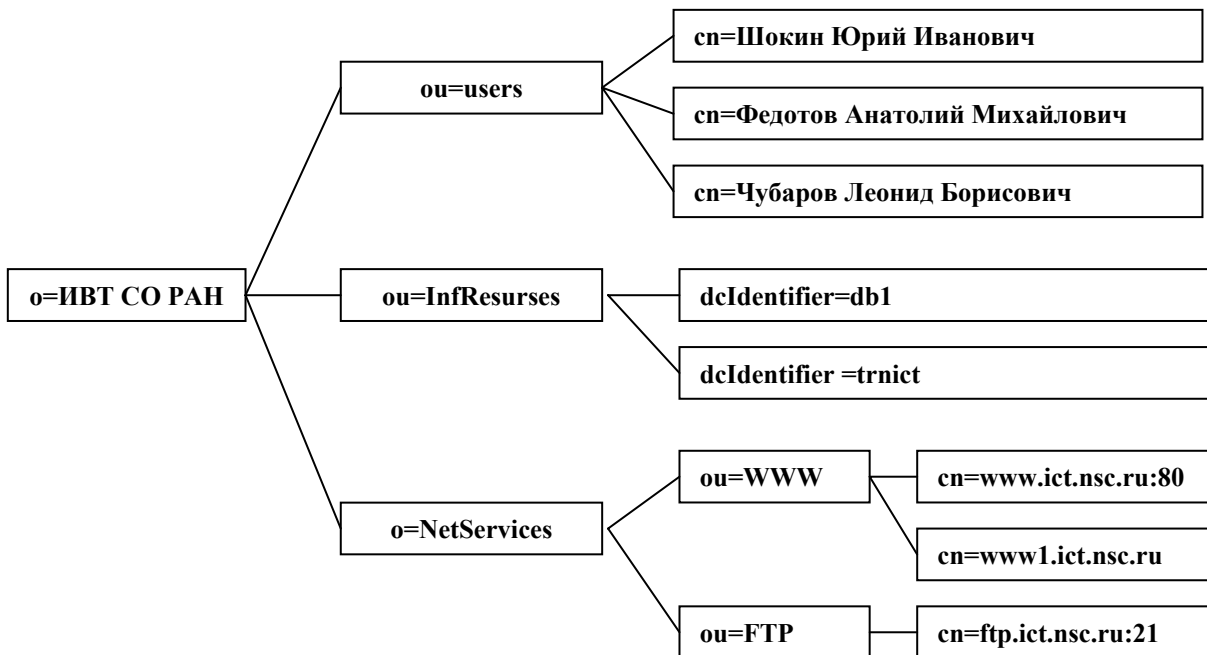 cn=Шокин Юрий Иванович
ou=users
cn=Федотов Анатолий Михайлович
cn=Чубаров Леонид Борисович
o=ИВТ СО РАН
ou=InfResurses
dcIdentifier=db1
dcIdentifier =trnict
ou=WWW
cn=www.ict.nsc.ru:80
o=NetServices
cn=www1.ict.nsc.ru
ou=FTP
cn=ftp.ict.nsc.ru:21